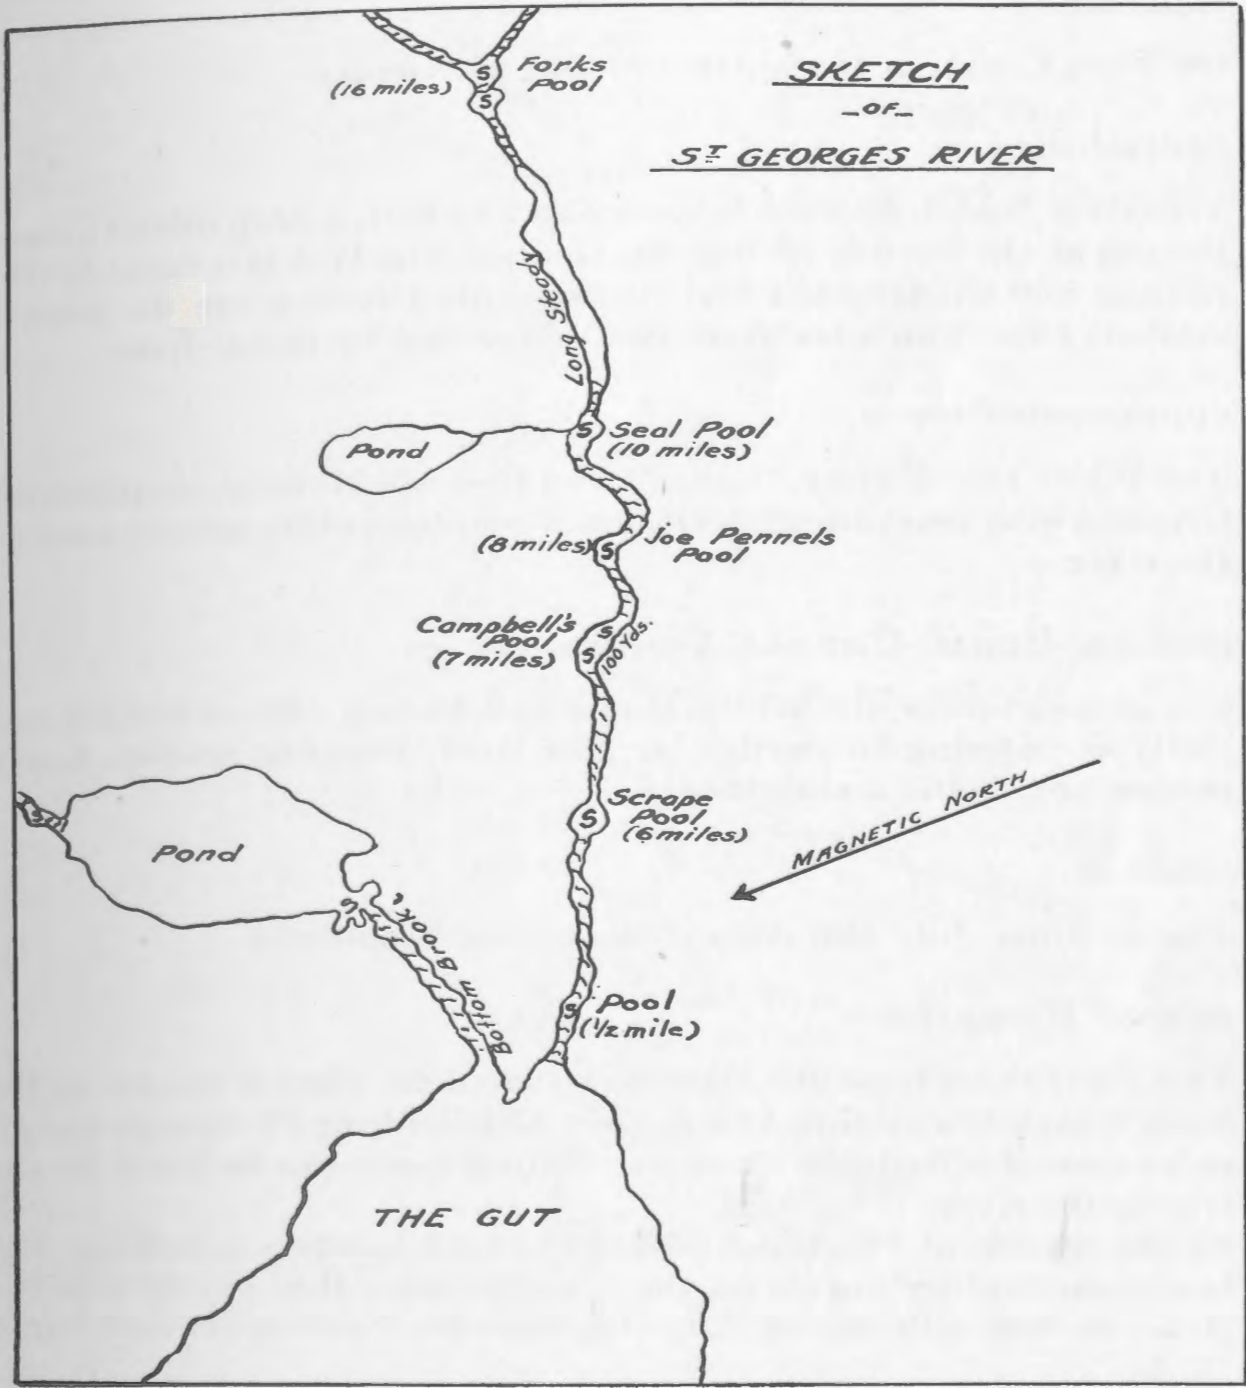 SKETCH
_OF_
ST GEORGES RIVER
Forks
Pool
(16 miles)
S
S
Long Steady
S
Seal Pool
(10 miles)
Pond
(8 miles)
S
Joe Pennels
Pool
Campbell's
Pool
(7 miles)
S
S
100 Yds.
Scrape
Pool
(6 miles)
S
MAGNETIC NORTH
S
Pond
S
Bottom Brook
S
Pool
(1/2 mile)
THE GUT